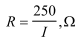 R = 250/I, Ω